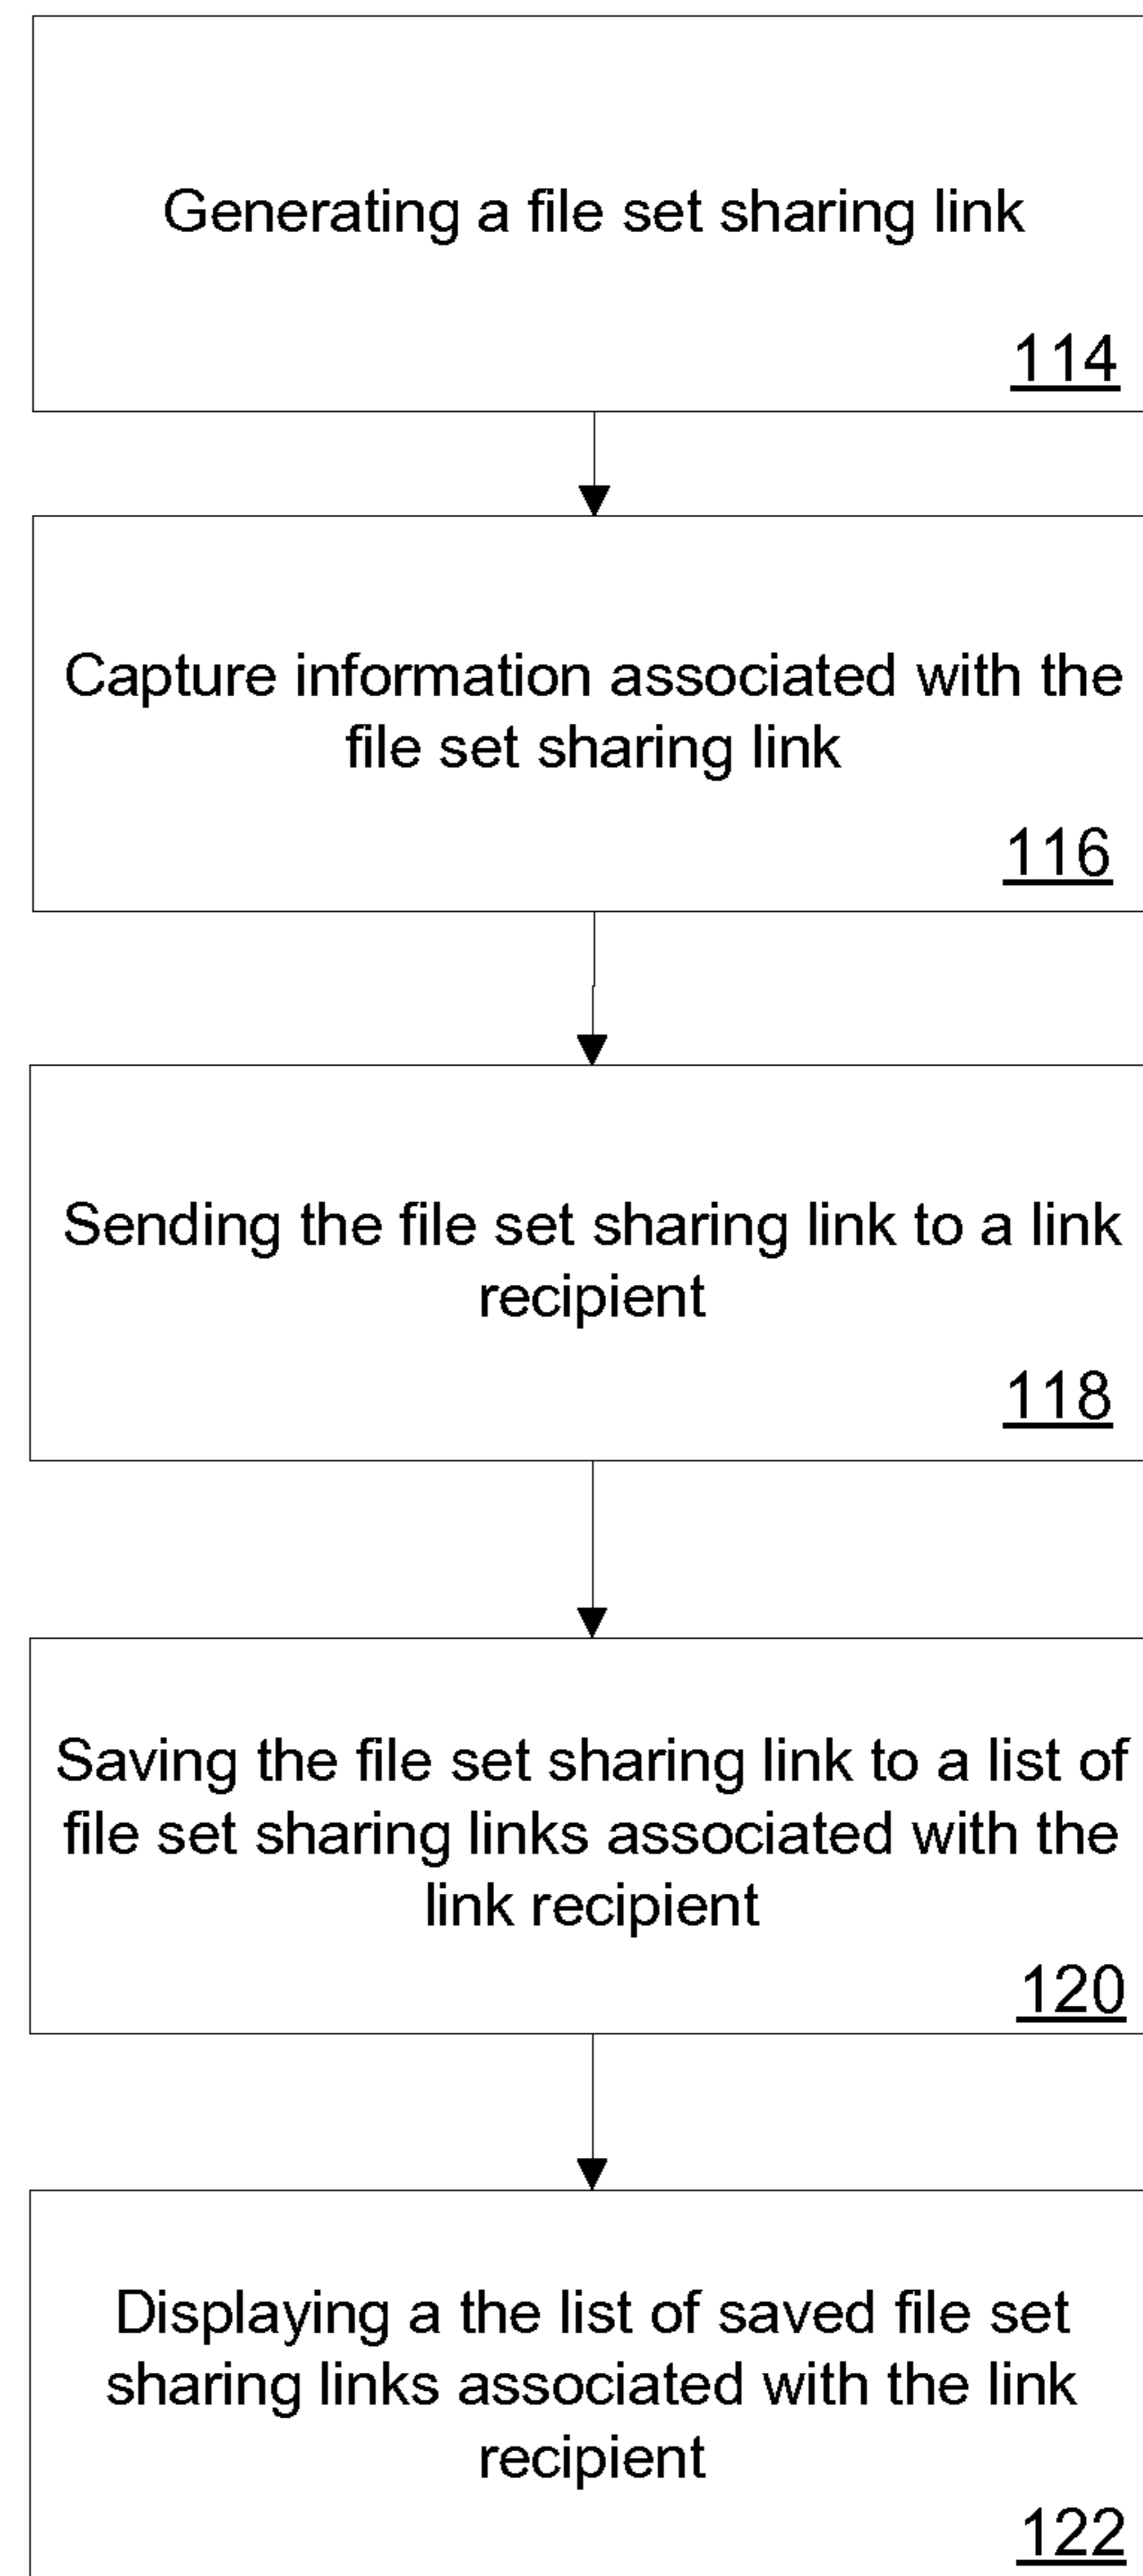 Generating a file set sharing link
114
Capture information associated with the
file set sharing link
116
Sending the file set sharing link to a link
recipient
118
Saving the file set sharing link to a list of
file set sharing links associated with the
link recipient
120
Displaying a the list of saved file set
sharing links associated with the link
recipient
122